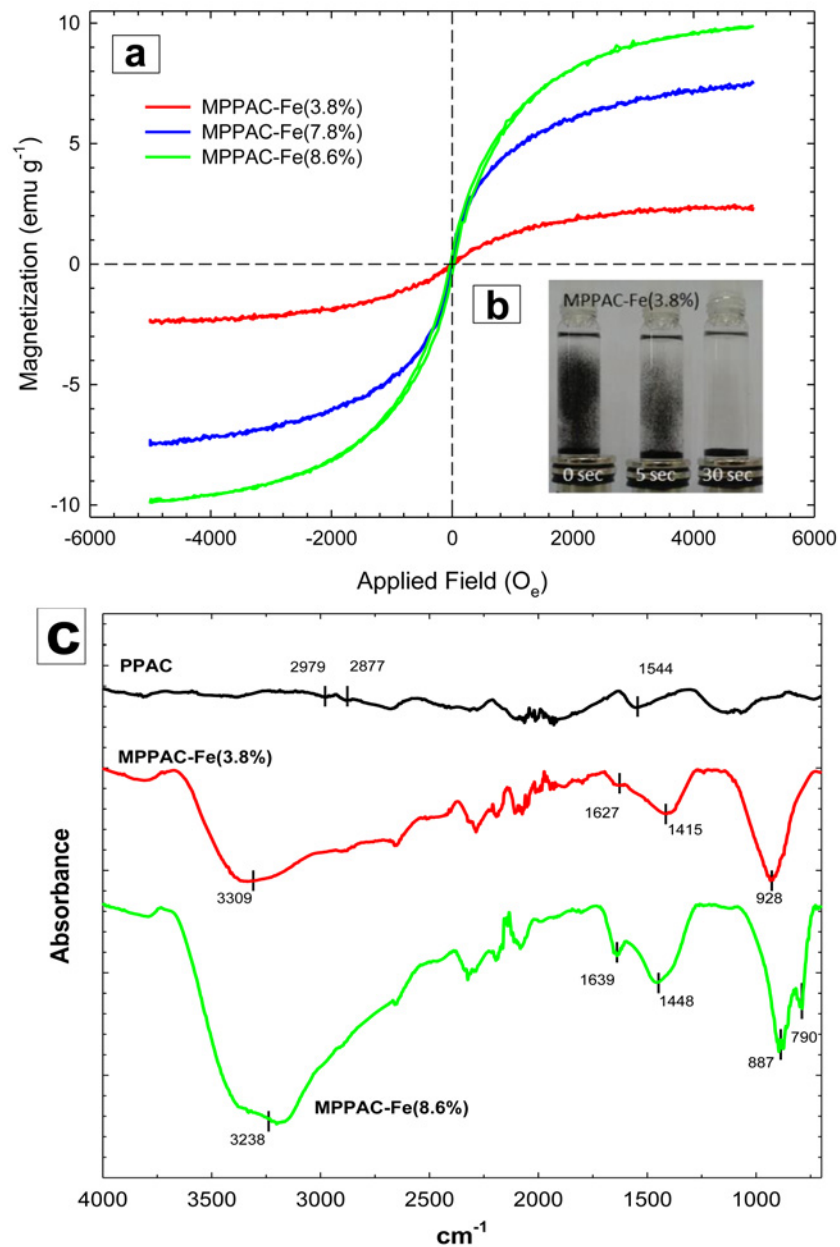 a
MPPAC-Fe(3.8%)
MPPAC-Fe(7.8%)
MPPAC-Fe(8.6%)
Magnetization (emu g⁻¹)
10
5
0
-5
-10
b
MPPAC-Fe(3.8%)
0 sec 5 sec 30 sec
-6000 -4000 -2000 0 2000 4000 6000
Applied Field (Oₑ)
c
PPAC
2979 2877 1544
MPPAC-Fe(3.8%)
3309 1627 1415 928
Absorbance
MPPAC-Fe(8.6%)
3238 1639 1448 887 790
4000 3500 3000 2500 2000 1500 1000
cm⁻¹